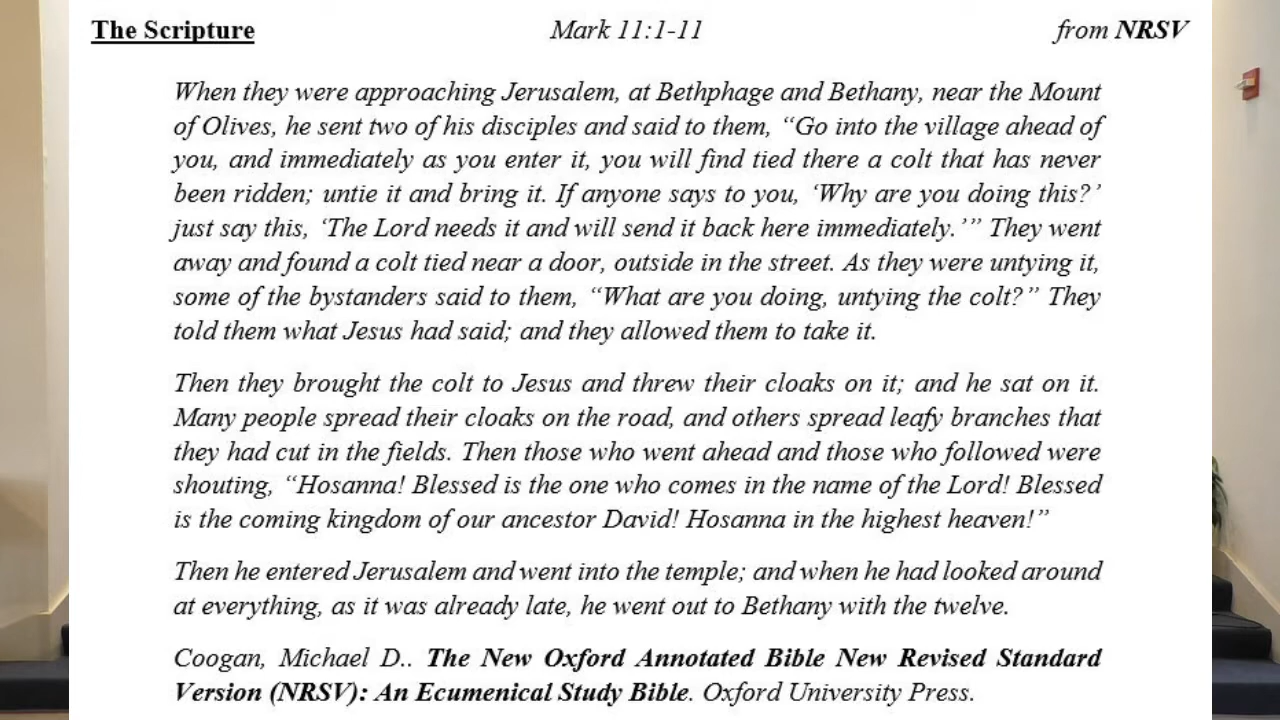 The Scripture Mark 11:1-11 from NRSV
When they were approaching Jerusalem, at Bethphage and Bethany, near the Mount
of Olives, he sent two of his disciples and said to them, “Go into the village ahead of
you, and immediately as you enter it, you will find tied there a colt that has never
been ridden; untie it and bring it. If anyone says to you, ‘Why are you doing this?’
just say this, ‘The Lord needs it and will send it back here immediately.’” They went
away and found a colt tied near a door, outside in the street. As they were untying it,
some of the bystanders said to them, “What are you doing, untying the colt?” They
told them what Jesus had said; and they allowed them to take it.
Then they brought the colt to Jesus and threw their cloaks on it; and he sat on it.
Many people spread their cloaks on the road, and others spread leafy branches that
they had cut in the fields. Then those who went ahead and those who followed were
shouting, “Hosanna! Blessed is the one who comes in the name of the Lord! Blessed
is the coming kingdom of our ancestor David! Hosanna in the highest heaven!”
Then he entered Jerusalem and went into the temple; and when he had looked around
at everything, as it was already late, he went out to Bethany with the twelve.
Coogan, Michael D.. The New Oxford Annotated Bible New Revised Standard
Version (NRSV): An Ecumenical Study Bible. Oxford University Press.